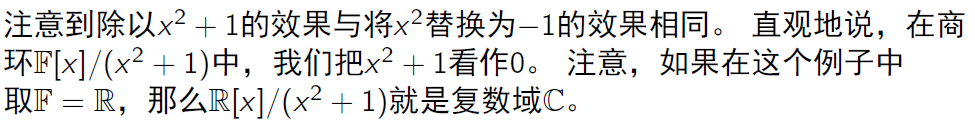 注意到除以x² + 1的效果与将x²替换为−1的效果相同。 直观地说，在商
环𝔽[x]/(x² + 1)中，我们把x² + 1看作0。 注意，如果在这个例子中
取𝔽 = ℝ，那么ℝ[x]/(x² + 1)就是复数域ℂ。